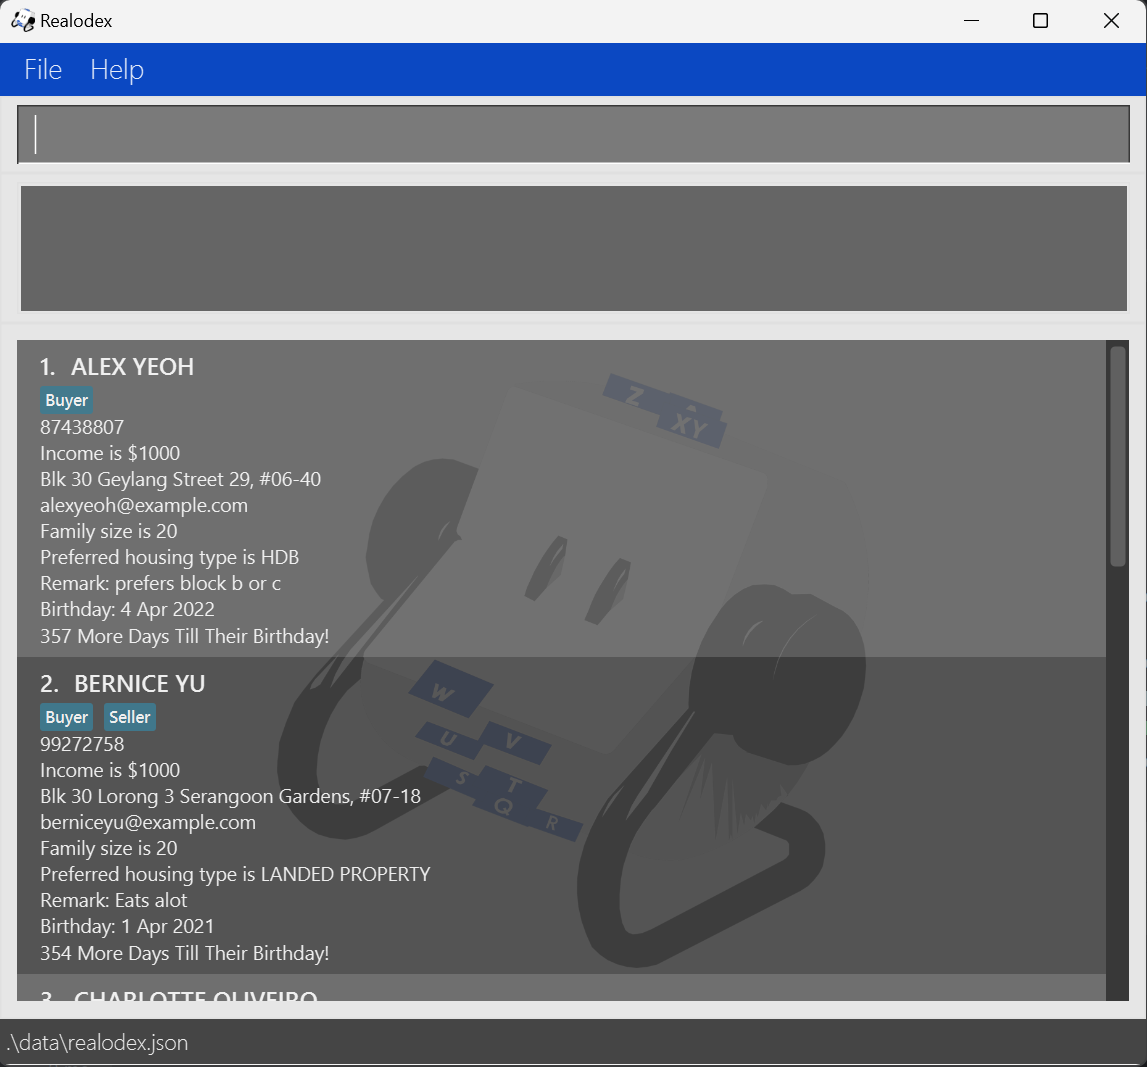 Realodex
File Help
1. ALEX YEOH
Buyer
87438807
Income is $1000
Blk 30 Geylang Street 29, #06-40
alexyeoh@example.com
Family size is 20
Preferred housing type is HDB
Remark: prefers block b or c
Birthday: 4 Apr 2022
357 More Days Till Their Birthday!
2. BERNICE YU
Buyer Seller
99272758
Income is $1000
Blk 30 Lorong 3 Serangoon Gardens, #07-18
berniceyu@example.com
Family size is 20
Preferred housing type is LANDED PROPERTY
Remark: Eats alot
Birthday: 1 Apr 2021
354 More Days Till Their Birthday!
3. CHARLOTTE OLIVEIRO
Z
XY
W
U V
S T
Q R
.\data\realodex.json